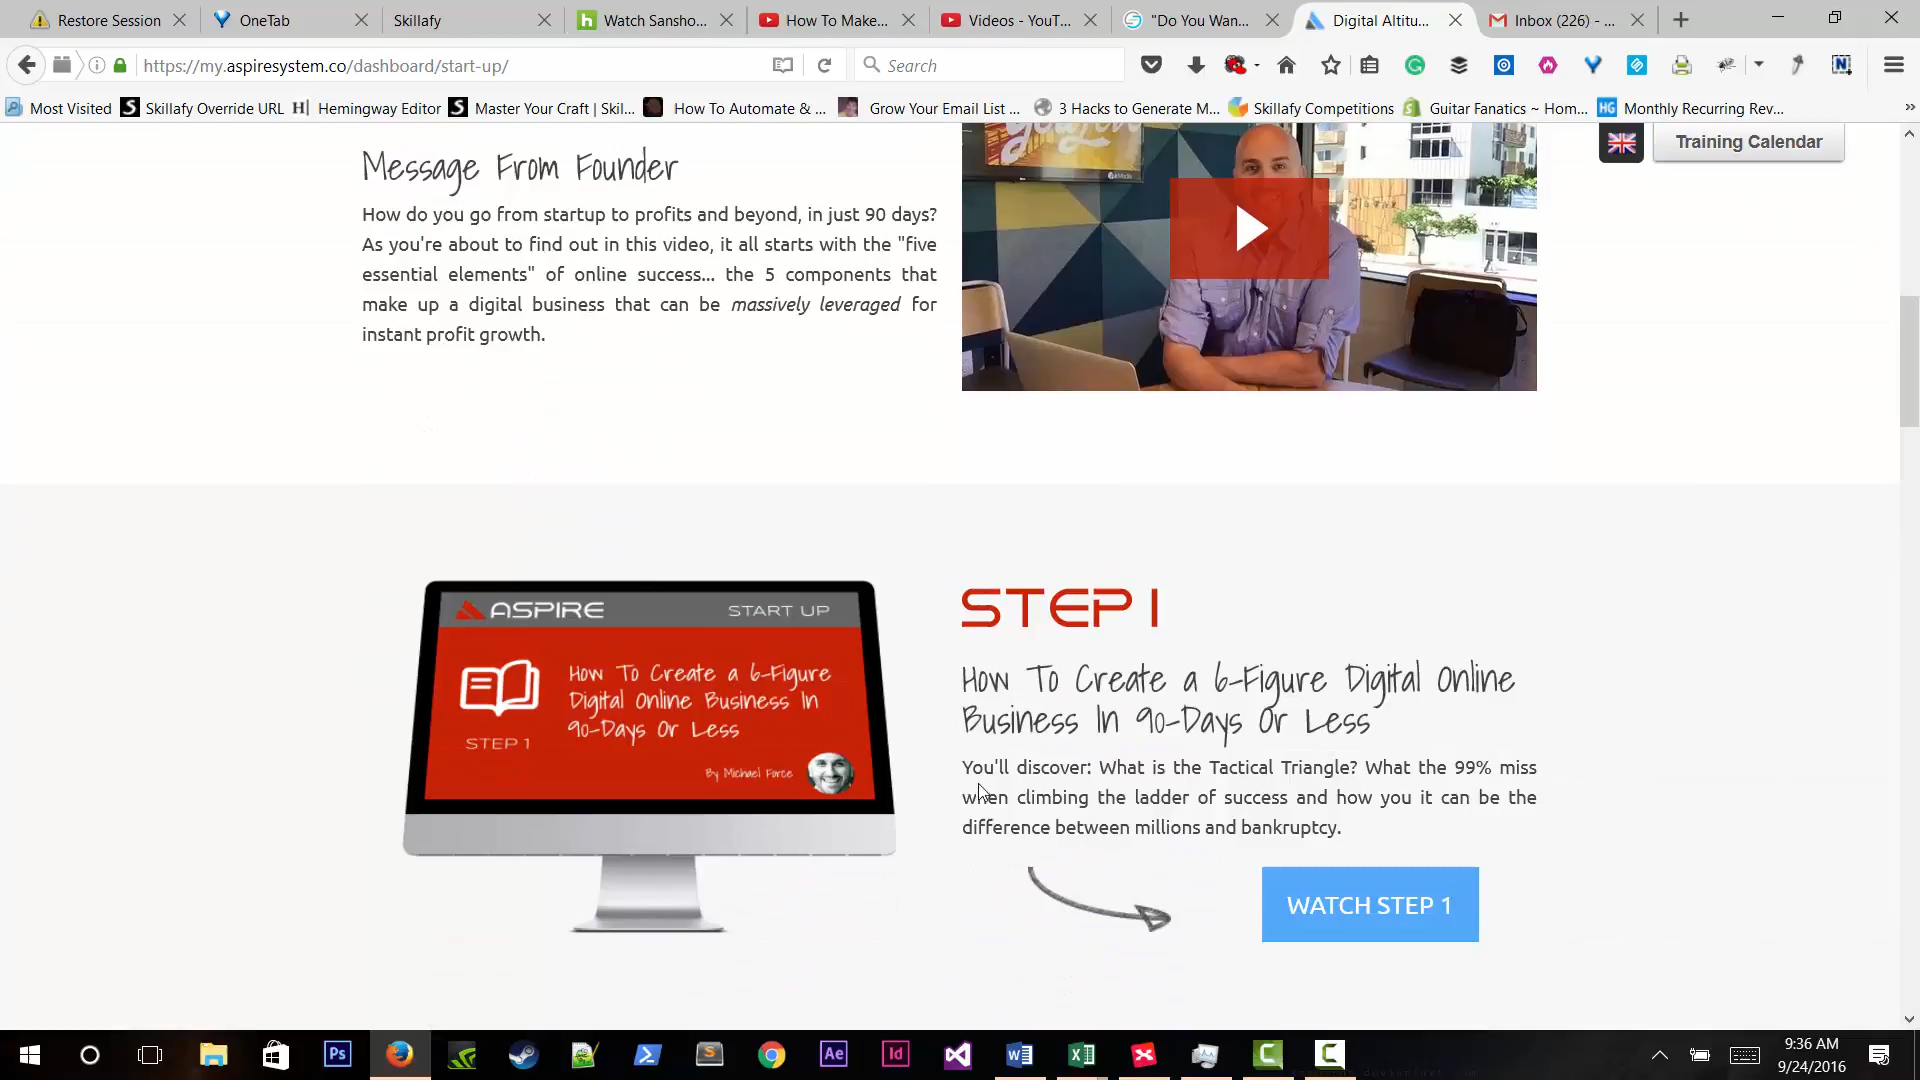 Restore Session
OneTab
Skillafy
Watch Sansho...
How To Make...
Videos - YouT...
"Do You Wan...
Digital Altitu...
Inbox (226) - ...
https://my.aspiresystem.co/dashboard/start-up/
Search
Most Visited
Skillafy Override URL
Hemingway Editor
Master Your Craft | Skil...
How To Automate & ...
Grow Your Email List ...
3 Hacks to Generate M...
Skillafy Competitions
Guitar Fanatics ~ Hom...
Monthly Recurring Rev...
Training Calendar
Message From Founder
How do you go from startup to profits and beyond, in just 90 days?
As you're about to find out in this video, it all starts with the "five
essential elements" of online success... the 5 components that
make up a digital business that can be massively leveraged for
instant profit growth.
ASPIRE
START UP
How To Create a 6-Figure
Digital Online Business In
90-Days Or Less
STEP 1
By Michael Force
STEP 1
How To Create a 6-Figure Digital Online
Business In 90-Days Or Less
You'll discover: What is the Tactical Triangle? What the 99% miss
when climbing the ladder of success and how you it can be the
difference between millions and bankruptcy.
WATCH STEP 1
9:36 AM
9/24/2016